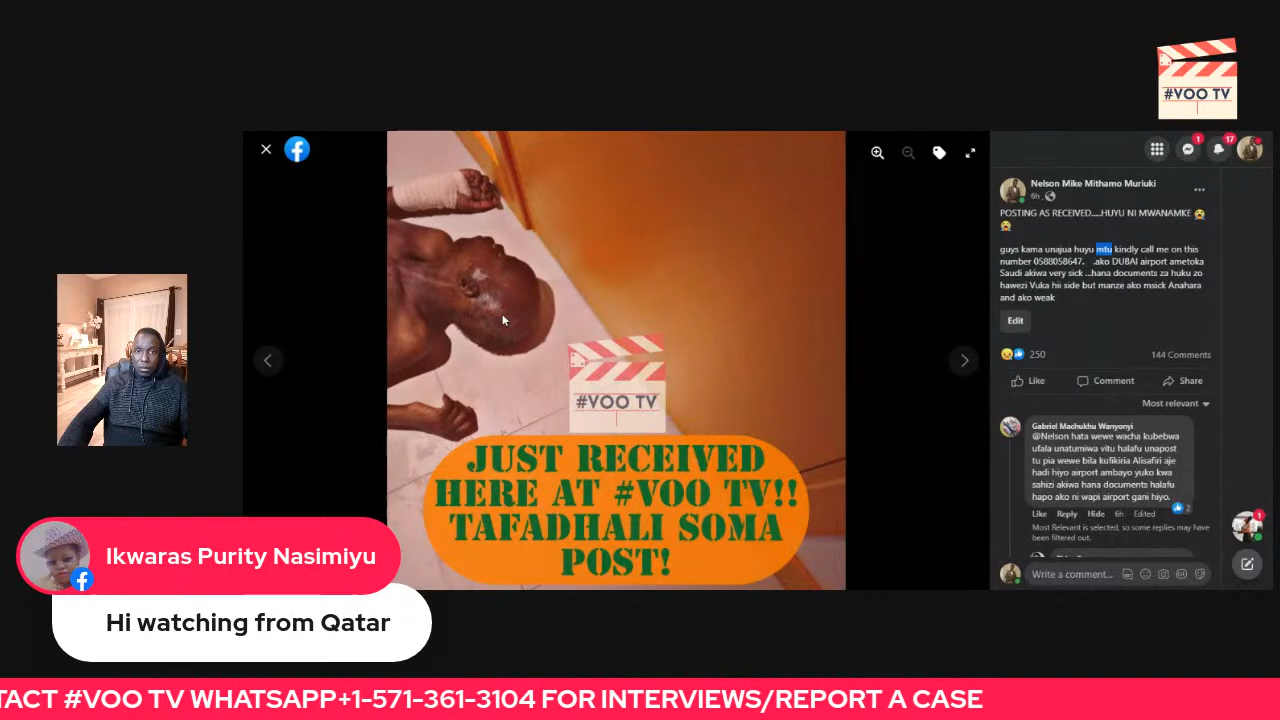 #VOO TV
1
17
Nelson Mike Mithamo Muriuki
6h
POSTING AS RECEIVED....HUYU NI MWANAMKE
guys kama unajua huyu mtu kindly call me on this
number 0588058647. .ako DUBAI airport ametoka
Saudi akiwa very sick ...hana documents za huku zo
hawezi Vuka hii side but manze ako msick Anahara
and ako weak
Edit
250
144 Comments
Like
Comment
Share
Most relevant
Gabriel Machukhu Wanyonyi
@Nelson hata wewe wacha kubebwa
ufala unatumiwa vitu halafu unapost
tu pia wewe bila kufikiria Alisafiri aje
hadi hiyo airport ambayo yuko kwa
sahizi akiwa hana documents halafu
hapo ako ni wapi airport gani hiyo.
2
Like Reply Hide 6h Edited
Most Relevant is selected, so some replies may have
been filtered out.
Write a comment...
1
#VOO TV
JUST RECEIVED
HERE AT #VOO TV!!
TAFADHALI SOMA
POST!
Ikwaras Purity Nasimiyu
Hi watching from Qatar
TACT #VOO TV WHATSAPP+1-571-361-3104 FOR INTERVIEWS/REPORT A CASE